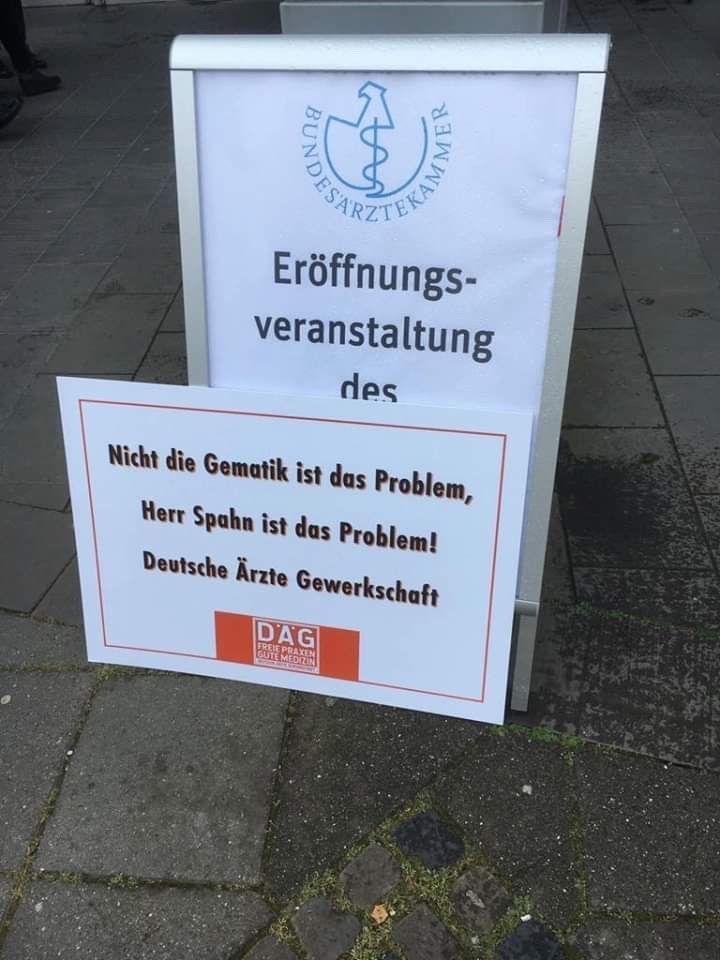 BUNDESÄRZTEKAMMER
Eröffnungs-
veranstaltung
des
Nicht die Gematik ist das Problem,
Herr Spahn ist das Problem!
Deutsche Ärzte Gewerkschaft
DÄG
FREIE PRAXEN
GUTE MEDIZIN